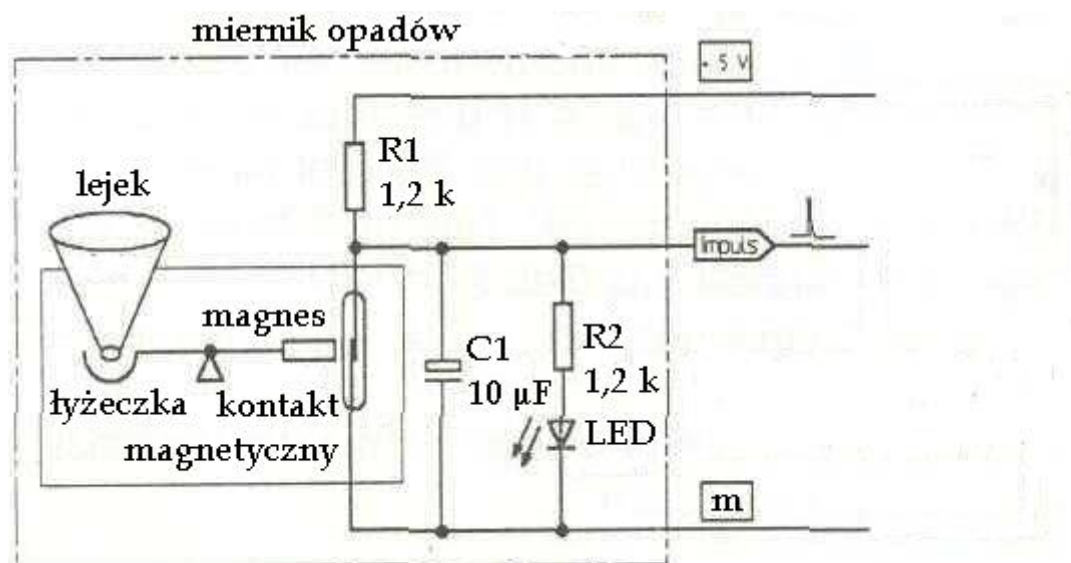 miernik opadów
+ 5 V
R1
1,2 k
lejek
Impuls
magnes
R2
1,2 k
C1
10 µF
łyżeczka
kontakt
magnetyczny
LED
m